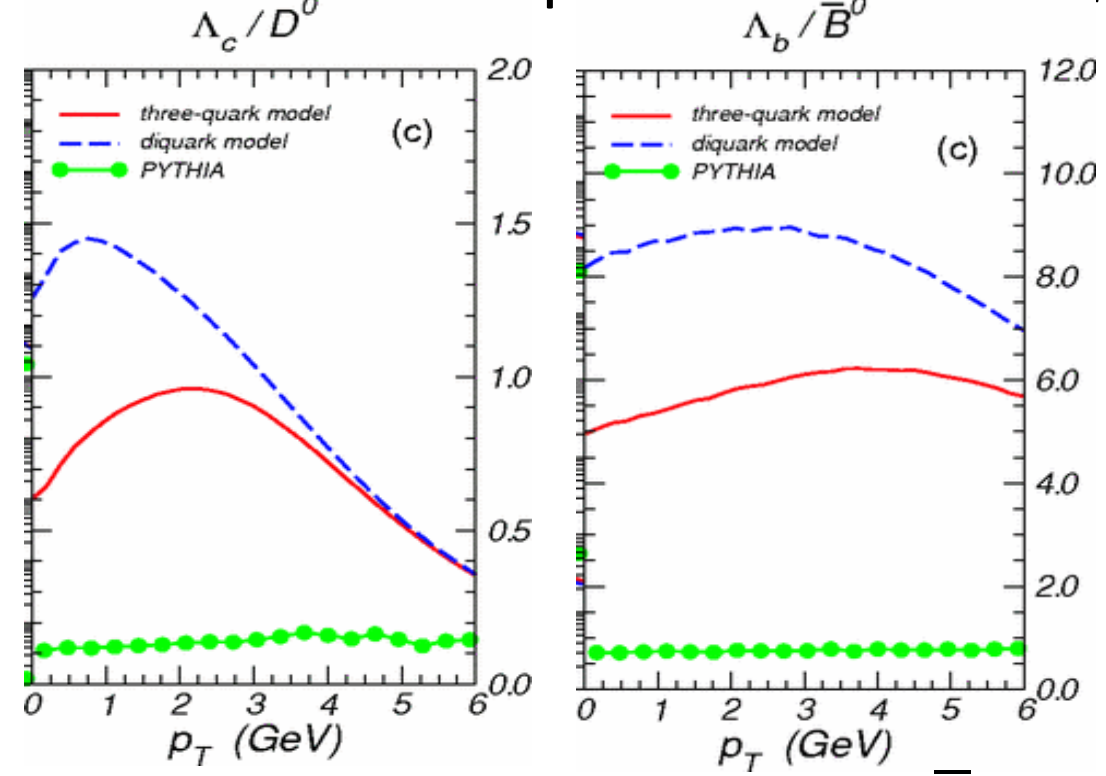 Λc / D⁰
three-quark model
diquark model
PYTHIA
(c)
2.0
1.5
1.0
0.5
0.0
0 1 2 3 4 5 6
pT (GeV)
Λb / B̄⁰
three-quark model
diquark model
PYTHIA
(c)
12.0
10.0
8.0
6.0
4.0
2.0
0.0
0 1 2 3 4 5 6
pT (GeV)